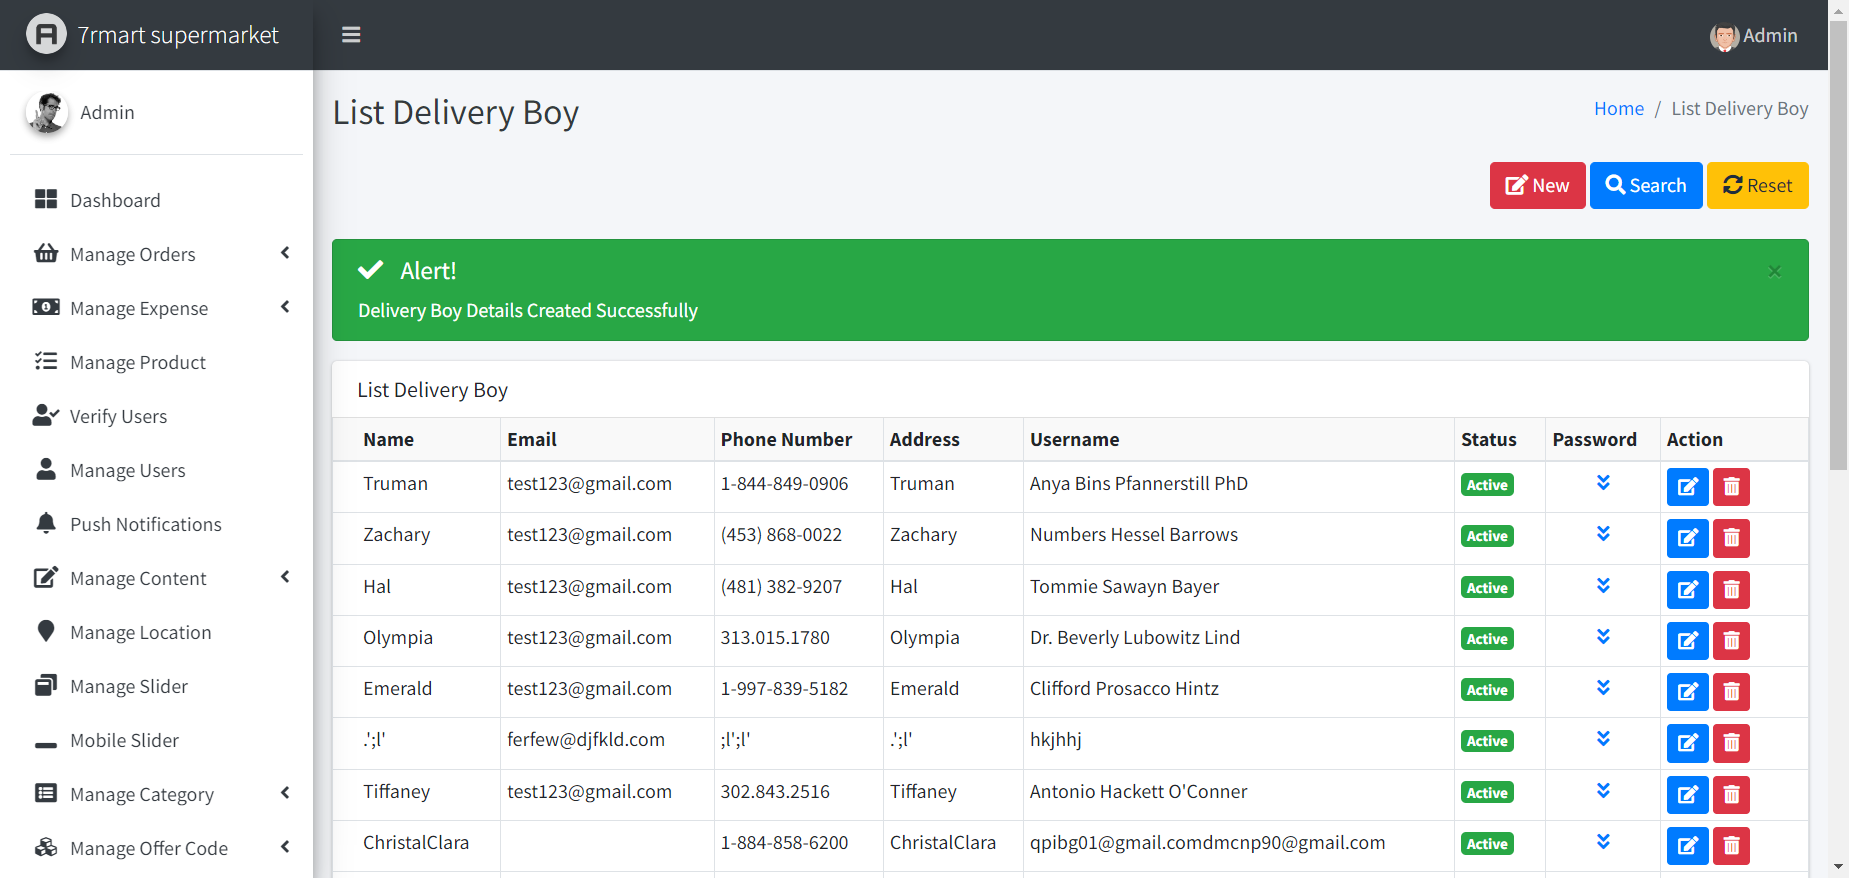 7rmart supermarket
Admin
Admin
List Delivery Boy
Home / List Delivery Boy
Dashboard
Manage Orders
Manage Expense
Manage Product
Verify Users
Manage Users
Push Notifications
Manage Content
Manage Location
Manage Slider
Mobile Slider
Manage Category
Manage Offer Code
New Search Reset
Alert! ×
Delivery Boy Details Created Successfully
List Delivery Boy
Name Email Phone Number Address Username Status Password Action
Truman test123@gmail.com 1-844-849-0906 Truman Anya Bins Pfannerstill PhD Active
Zachary test123@gmail.com (453) 868-0022 Zachary Numbers Hessel Barrows Active
Hal test123@gmail.com (481) 382-9207 Hal Tommie Sawayn Bayer Active
Olympia test123@gmail.com 313.015.1780 Olympia Dr. Beverly Lubowitz Lind Active
Emerald test123@gmail.com 1-997-839-5182 Emerald Clifford Prosacco Hintz Active
.';l' ferfew@djfkld.com ;l';l' .';l' hkjhhj Active
Tiffaney test123@gmail.com 302.843.2516 Tiffaney Antonio Hackett O'Conner Active
ChristalClara 1-884-858-6200 ChristalClara qpibg01@gmail.comdmcnp90@gmail.com Active